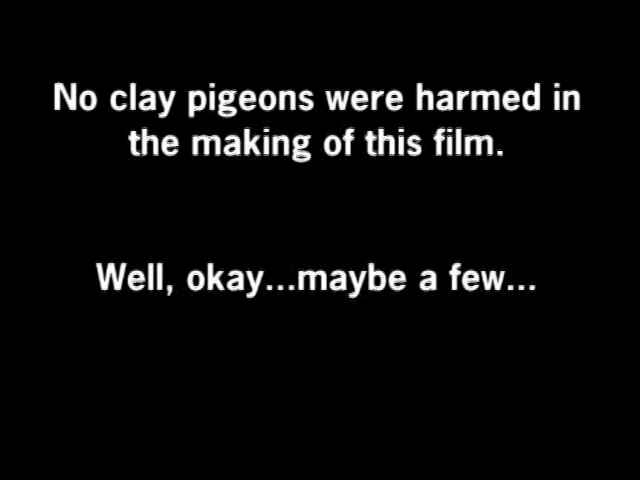 No clay pigeons were harmed in
the making of this film.
Well, okay...maybe a few...